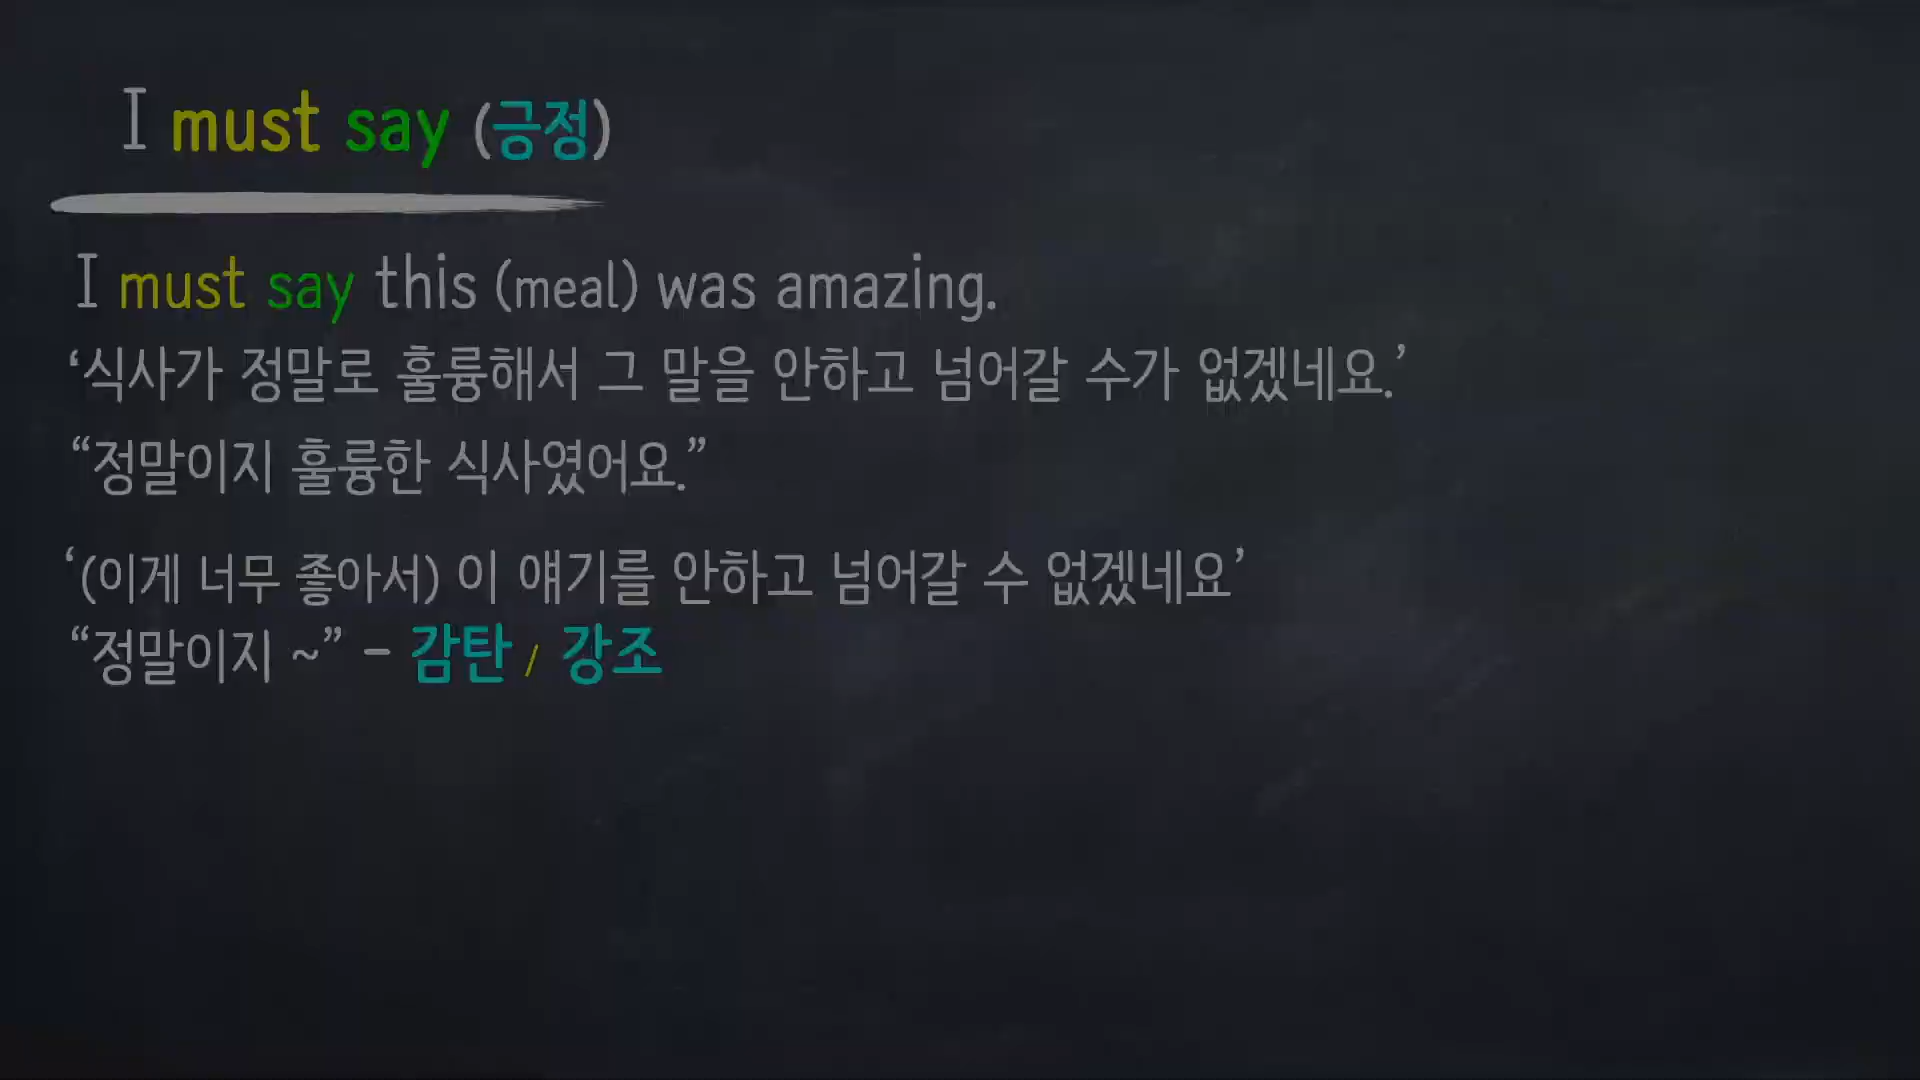 I must say (긍정)
I must say this (meal) was amazing.
‘식사가 정말로 훌륭해서 그 말을 안하고 넘어갈 수가 없겠네요.’
“정말이지 훌륭한 식사였어요.”
‘(이게 너무 좋아서) 이 얘기를 안하고 넘어갈 수 없겠네요’
“정말이지 ~” - 감탄 / 강조